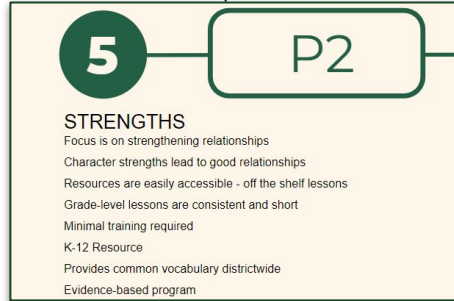 5
P2
STRENGTHS
Focus is on strengthening relationships
Character strengths lead to good relationships
Resources are easily accessible - off the shelf lessons
Grade-level lessons are consistent and short
Minimal training required
K-12 Resource
Provides common vocabulary districtwide
Evidence-based program